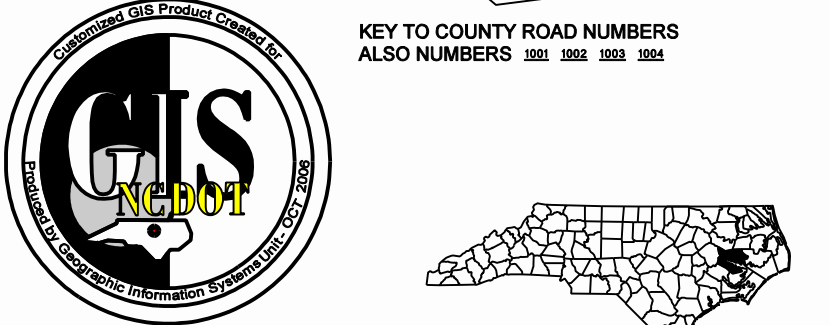 Customized GIS Product Created for
GIS
NCDOT
Produced by Geographic Information Systems Unit - OCT 2006
KEY TO COUNTY ROAD NUMBERS
ALSO NUMBERS 1001 1002 1003 1004